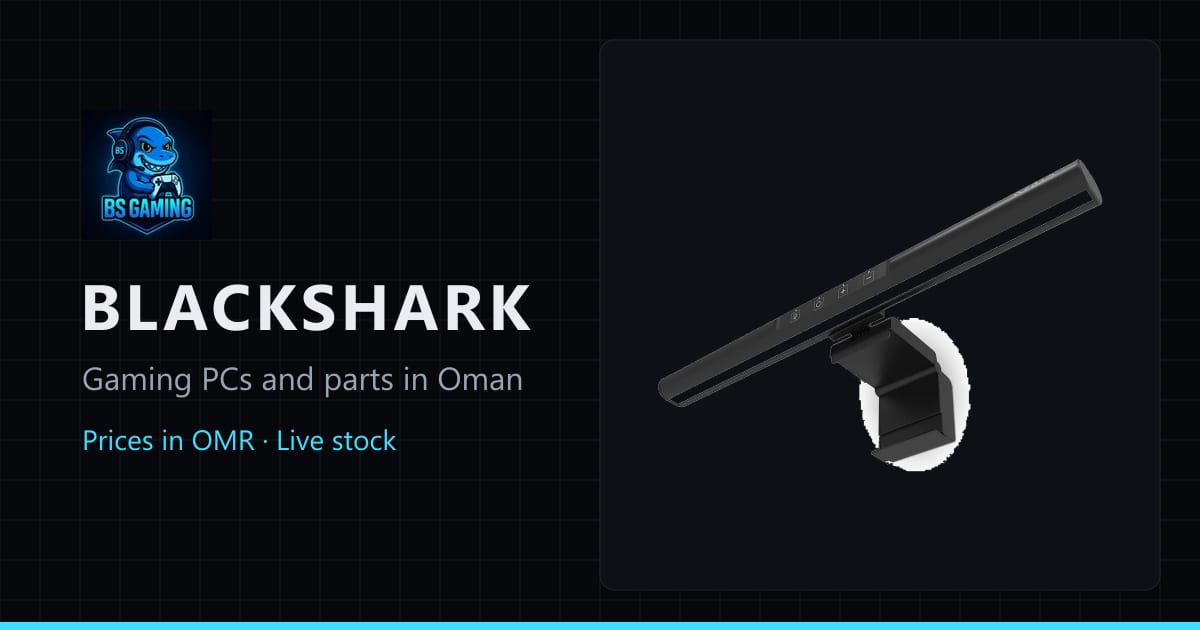 BS
BS GAMING
BLACKSHARK
Gaming PCs and parts in Oman
Prices in OMR · Live stock